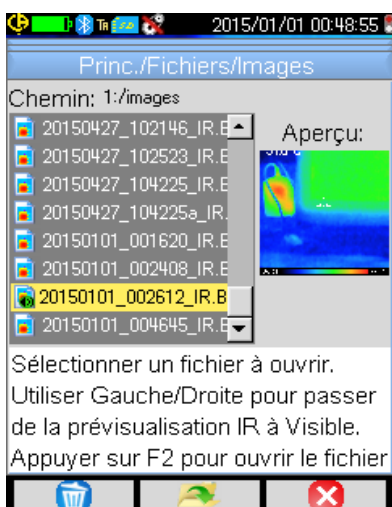 2015/01/01 00:48:55
Princ./Fichiers/Images
Chemin: 1:/images
Aperçu:
20150427_102146_IR.B
20150427_102523_IR.B
20150427_104225_IR.B
20150427_104225a_IR.
20150101_001620_IR.B
20150101_002408_IR.B
20150101_002612_IR.B
20150101_004645_IR.B
Sélectionner un fichier à ouvrir.
Utiliser Gauche/Droite pour passer
de la prévisualisation IR à Visible.
Appuyer sur F2 pour ouvrir le fichier